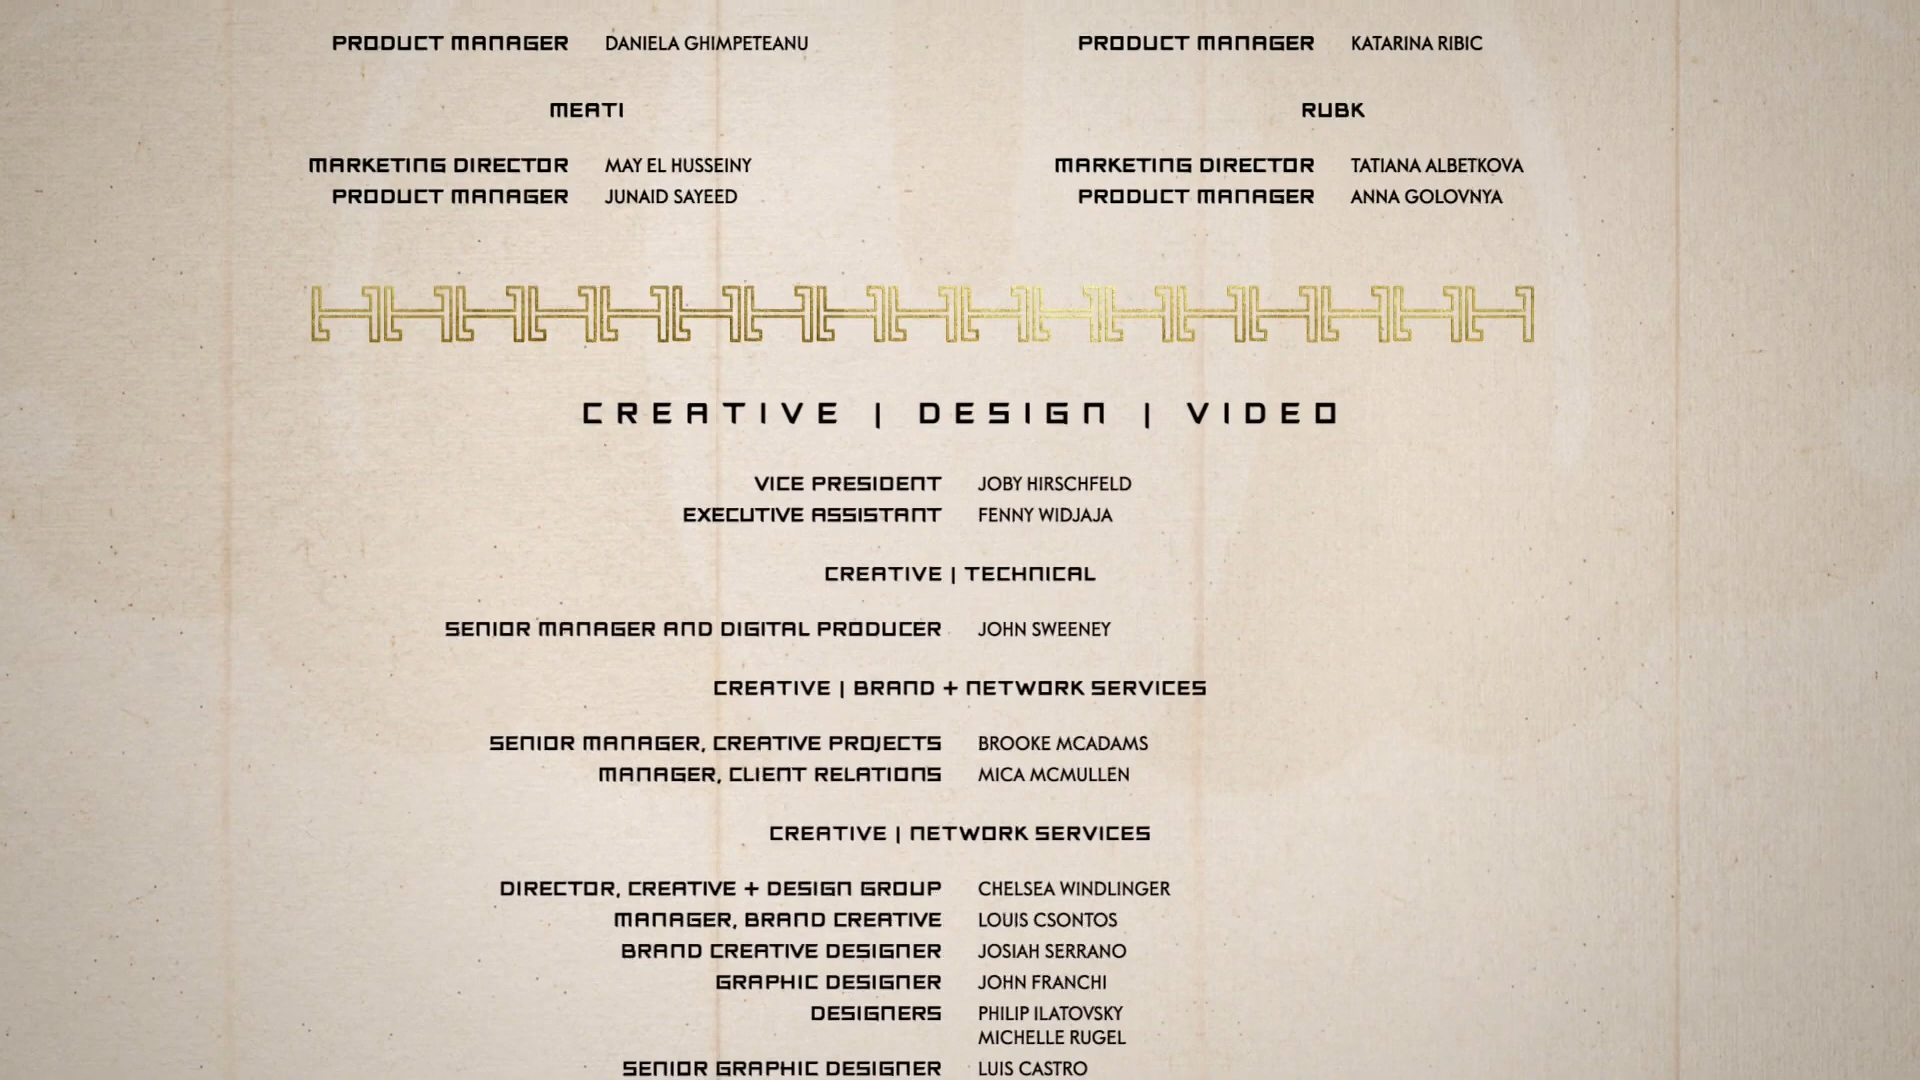 PRODUCT MANAGER DANIELA GHIMPETEANU
PRODUCT MANAGER KATARINA RIBIC
MEATI
MARKETING DIRECTOR MAY EL HUSSEINY
PRODUCT MANAGER JUNAID SAYEED
RUBK
MARKETING DIRECTOR TATIANA ALBETKOVA
PRODUCT MANAGER ANNA GOLOVNYA
CREATIVE | DESIGN | VIDEO
VICE PRESIDENT JOBY HIRSCHFELD
EXECUTIVE ASSISTANT FENNY WIDJAJA
CREATIVE | TECHNICAL
SENIOR MANAGER AND DIGITAL PRODUCER JOHN SWEENEY
CREATIVE | BRAND + NETWORK SERVICES
SENIOR MANAGER, CREATIVE PROJECTS BROOKE MCADAMS
MANAGER, CLIENT RELATIONS MICA MCMULLEN
CREATIVE | NETWORK SERVICES
DIRECTOR, CREATIVE + DESIGN GROUP CHELSEA WINDLINGER
MANAGER, BRAND CREATIVE LOUIS CSONTOS
BRAND CREATIVE DESIGNER JOSIAH SERRANO
GRAPHIC DESIGNER JOHN FRANCHI
DESIGNERS PHILIP ILATOVSKY
MICHELLE RUGEL
SENIOR GRAPHIC DESIGNER LUIS CASTRO